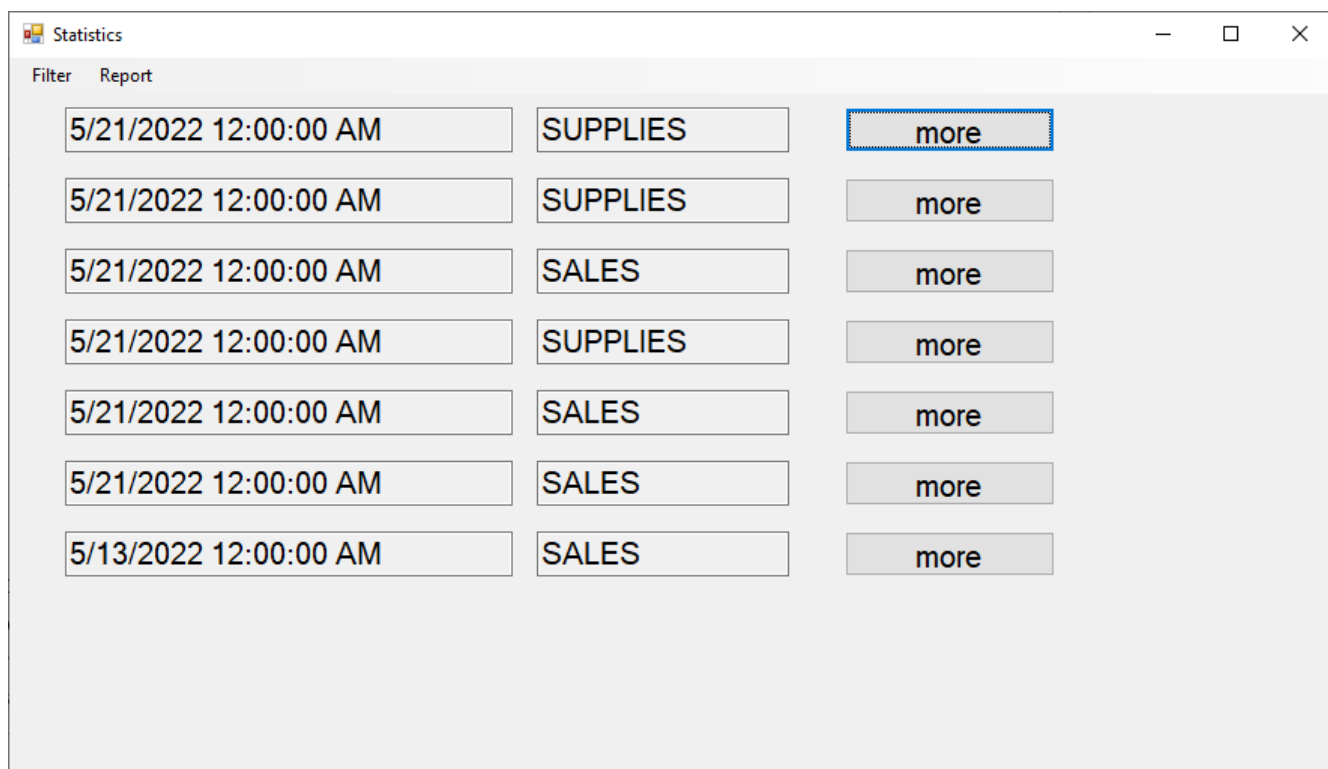 Statistics
Filter Report
5/21/2022 12:00:00 AM SUPPLIES more
5/21/2022 12:00:00 AM SUPPLIES more
5/21/2022 12:00:00 AM SALES more
5/21/2022 12:00:00 AM SUPPLIES more
5/21/2022 12:00:00 AM SALES more
5/21/2022 12:00:00 AM SALES more
5/13/2022 12:00:00 AM SALES more